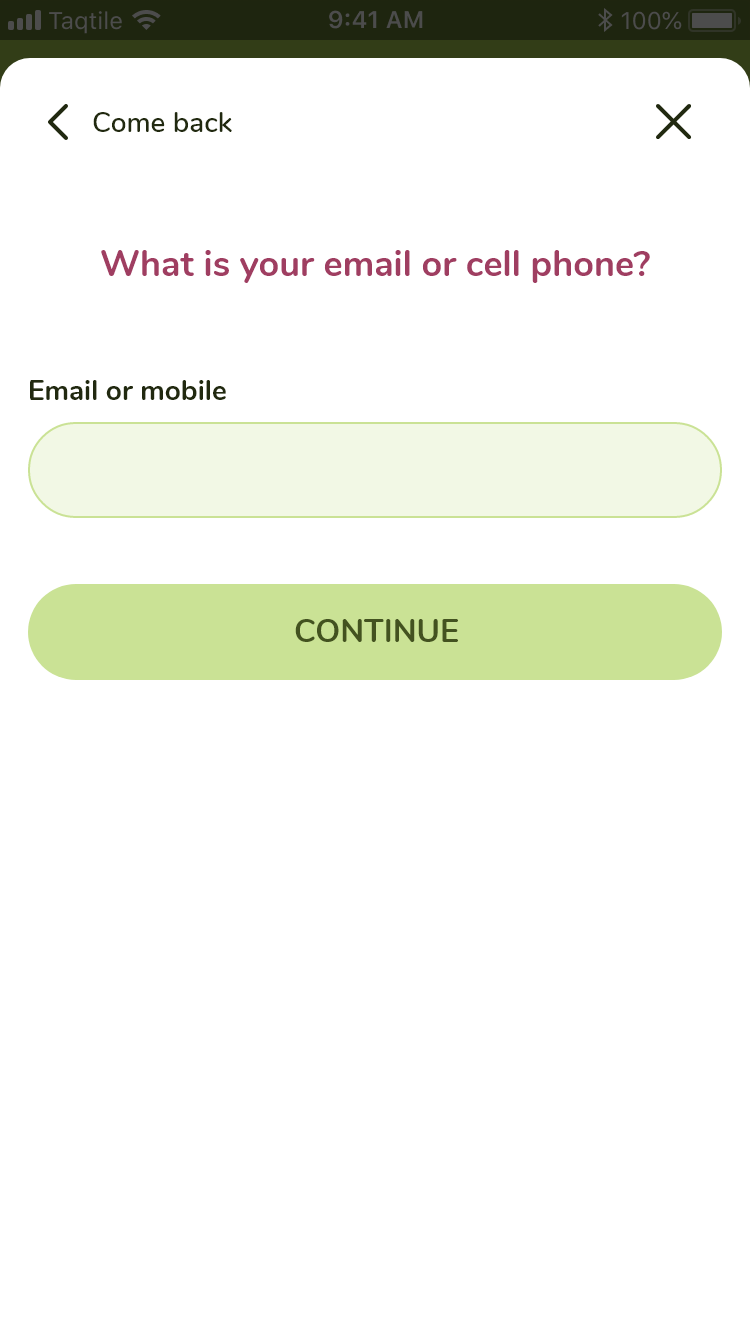 Taqtile 9:41 AM 100%
Come back
What is your email or cell phone?
Email or mobile
CONTINUE